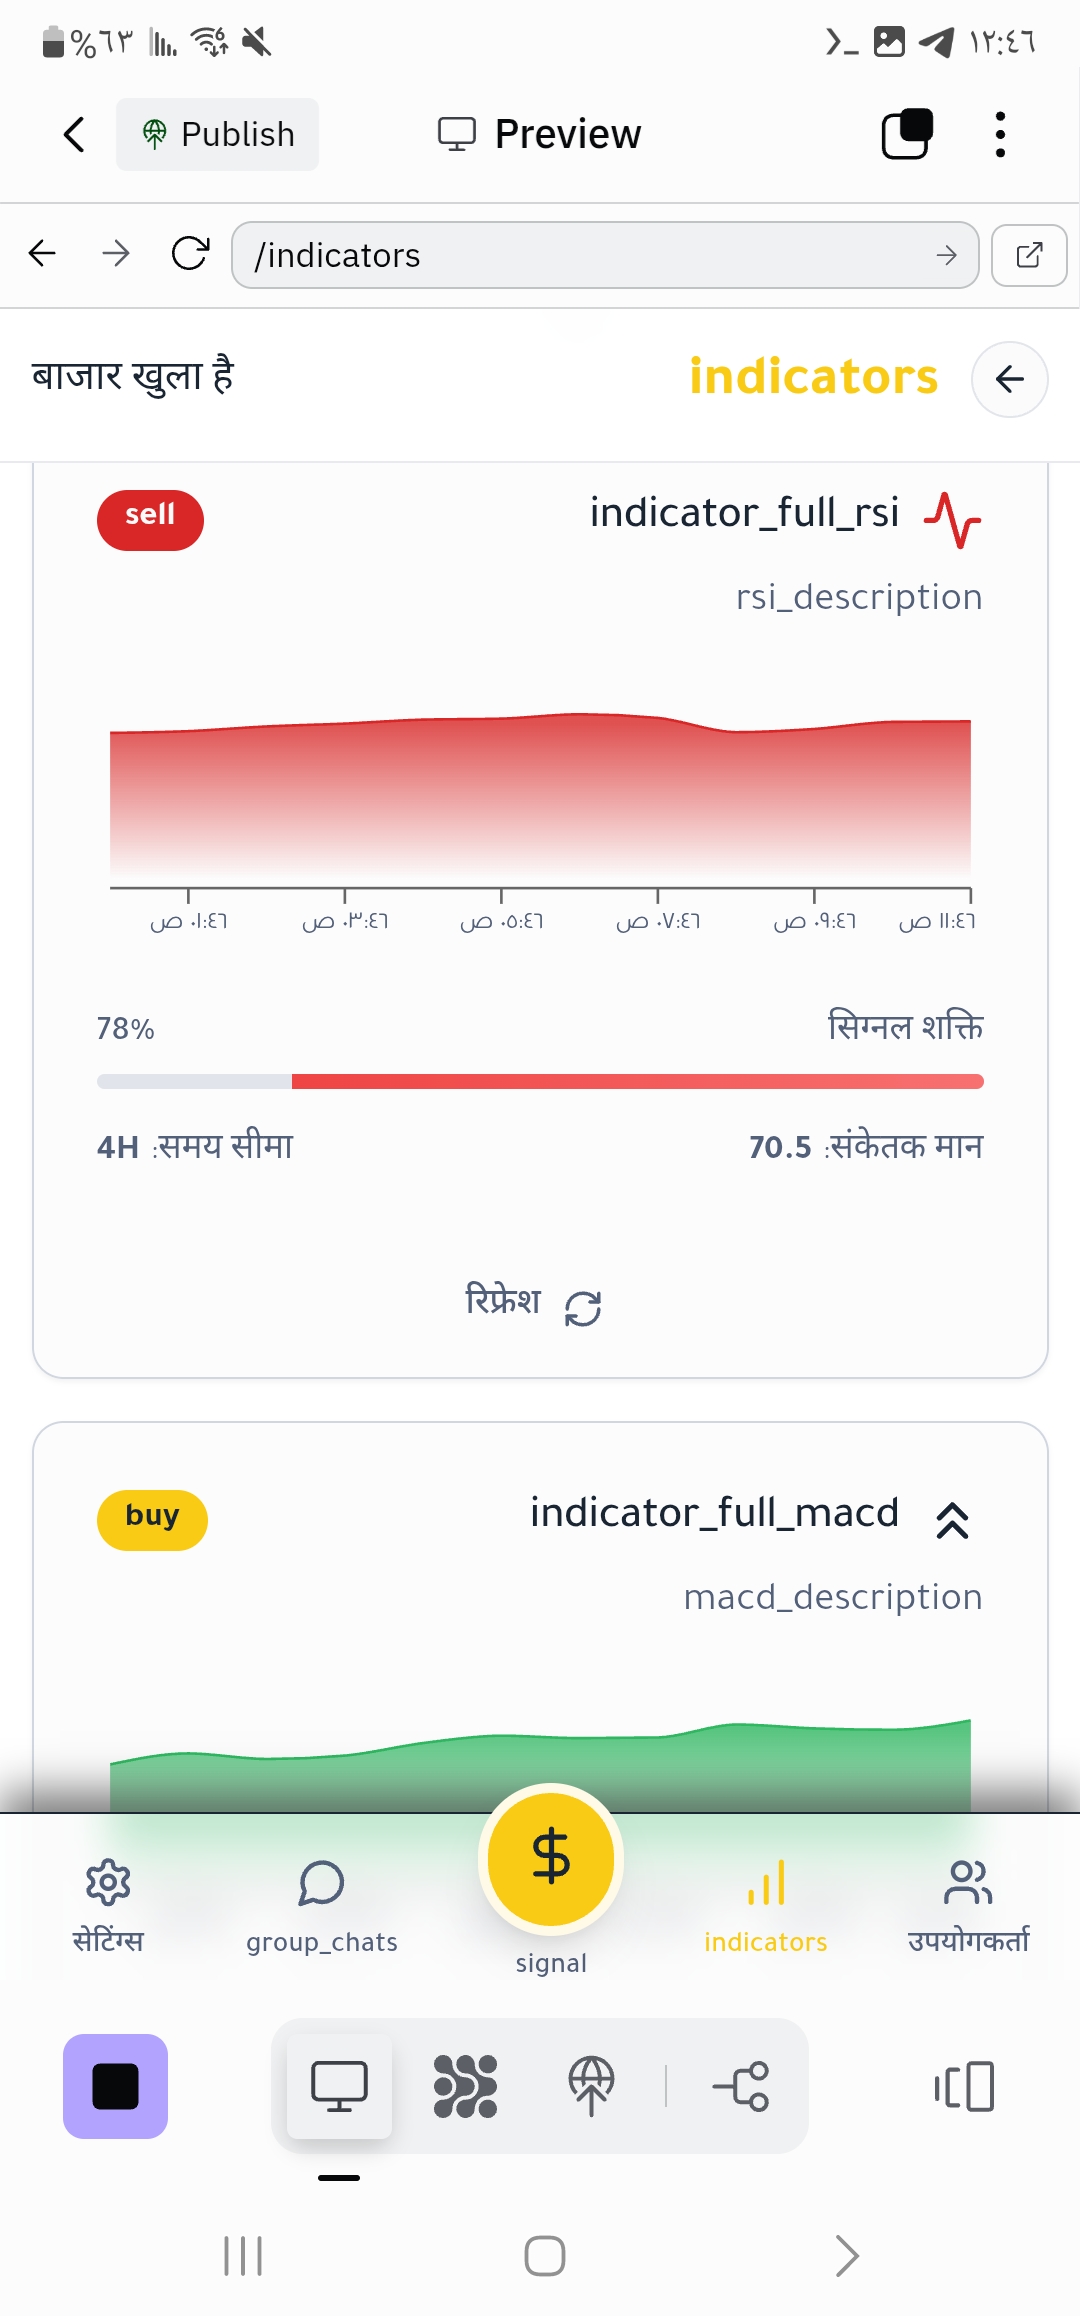 %٦٣ ١٢:٤٦
Publish Preview
/indicators
बाजार खुला है indicators
sell indicator_full_rsi
rsi_description
٠١:٤٦ ص ٠٣:٤٦ ص ٠٥:٤٦ ص ٠٧:٤٦ ص ٠٩:٤٦ ص ١١:٤٦ ص
78% सिग्नल शक्ति
4H :समय सीमा 70.5 :संकेतक मान
रिफ्रेश
buy indicator_full_macd
macd_description
सेटिंग्स group_chats signal indicators उपयोगकर्ता